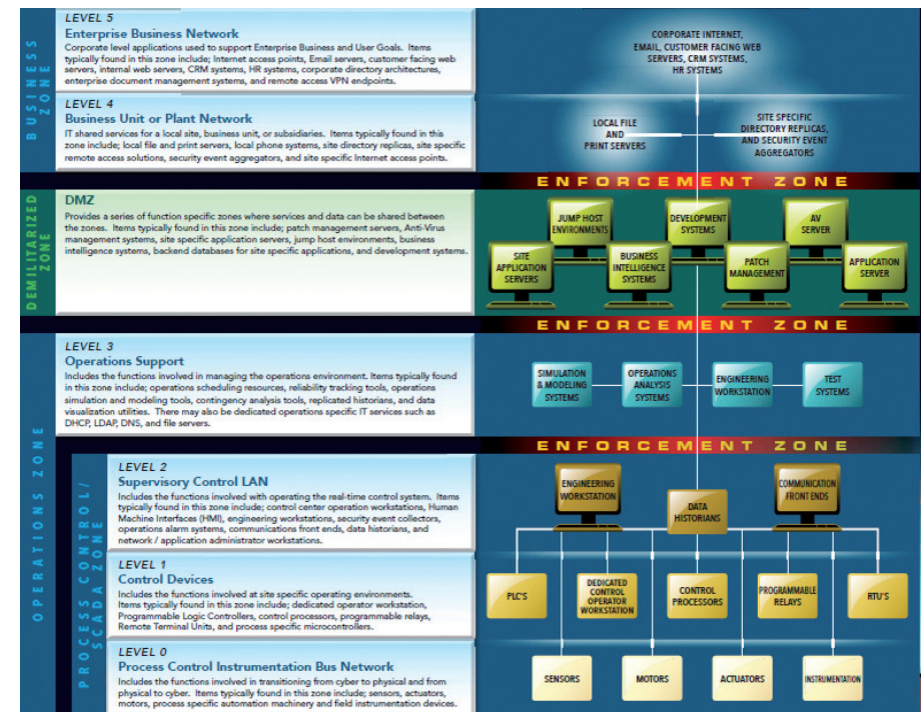 BUSINESS
ZONE
LEVEL 5
Enterprise Business Network
Corporate level applications used to support Enterprise Business and User Goals. Items
typically found in this zone include; Internet access points, Email servers, customer facing web
servers, internal web servers, CRM systems, HR systems, corporate directory architectures,
enterprise document management systems, and remote access VPN endpoints.
CORPORATE INTERNET,
EMAIL, CUSTOMER FACING WEB
SERVERS, CRM SYSTEMS,
HR SYSTEMS
LEVEL 4
Business Unit or Plant Network
IT shared services for a local site, business unit, or subsidiaries. Items typically found in this
zone include; local file and print servers, local phone systems, site directory replicas, site specific
remote access solutions, security event aggregators, and site specific Internet access points.
LOCAL FILE
AND
PRINT SERVERS
SITE SPECIFIC
DIRECTORY REPLICAS,
AND SECURITY EVENT
AGGREGATORS
ENFORCEMENT ZONE
DEMILITARIZED
ZONE
DMZ
Provides a series of function specific zones where services and data can be shared between
the zones. Items typically found in this zone include; patch management servers, Anti-Virus
management systems, site specific application servers, jump host environments, business
intelligence systems, backend databases for site specific applications, and development systems.
JUMP HOST
ENVIRONMENTS
DEVELOPMENT
SYSTEMS
AV
SERVER
SITE
APPLICATION
SERVERS
BUSINESS
INTELLIGENCE
SYSTEMS
PATCH
MANAGEMENT
APPLICATION
SERVER
ENFORCEMENT ZONE
OPERATIONS ZONE
LEVEL 3
Operations Support
Includes the functions involved in managing the operations environment. Items typically found
in this zone include; operations scheduling resources, reliability tracking tools, operations
simulation and modeling tools, contingency analysis tools, replicated historians, and data
visualization utilities. There may also be dedicated operations specific IT services such as
DHCP, LDAP, DNS, and file servers.
SIMULATION
& MODELING
SYSTEMS
OPERATIONS
ANALYSIS
SYSTEMS
ENGINEERING
WORKSTATION
TEST
SYSTEMS
ENFORCEMENT ZONE
PROCESS CONTROL/
SCADA ZONE
LEVEL 2
Supervisory Control LAN
Includes the functions involved with operating the real-time control system. Items
typically found in this zone include; control center operation workstations, Human
Machine Interfaces (HMI), engineering workstations, security event collectors,
operations alarm systems, communications front ends, data historians, and
network / application administrator workstations.
ENGINEERING
WORKSTATION
DATA
HISTORIANS
COMMUNICATION
FRONT ENDS
LEVEL 1
Control Devices
Includes the functions involved at site specific operating environments.
Items typically found in this zone include; dedicated operator workstation,
Programmable Logic Controllers, control processors, programmable relays,
Remote Terminal Units, and process specific microcontrollers.
PLC'S
DEDICATED
CONTROL
OPERATOR
WORKSTATION
CONTROL
PROCESSORS
PROGRAMMABLE
RELAYS
RTU'S
LEVEL 0
Process Control Instrumentation Bus Network
Includes the functions involved in transitioning from cyber to physical and from
physical to cyber. Items typically found in this zone include; sensors, actuators,
motors, process specific automation machinery and field instrumentation devices.
SENSORS
MOTORS
ACTUATORS
INSTRUMENTATION